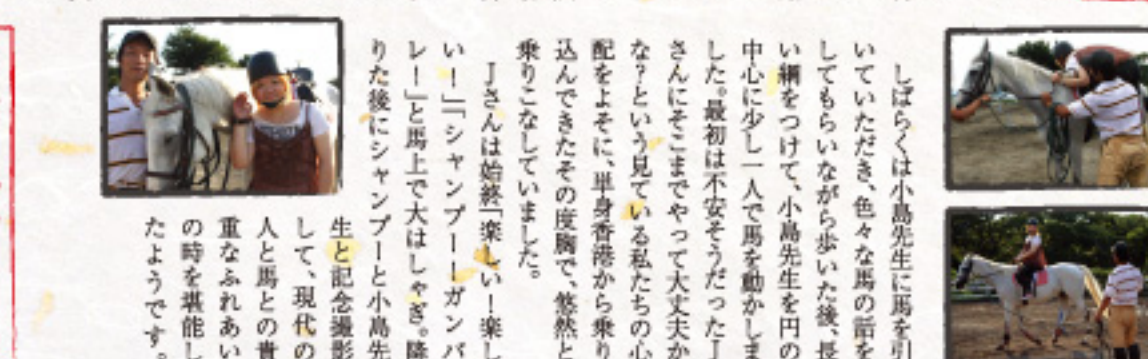 しばらくは小島先生に馬を引
いていただき、色々な馬の話を
してもらいながら歩いた後、長
い綱をつけて、小島先生を円の
中心に少し一人で馬を動かしま
した。最初は不安そうだったJ
さんにそこまでやって大丈夫か
な?という見ている私たちの心
配をよそに、単身香港から乗り
込んできたその度胸で、悠然と
乗りこなしていました。
Jさんは始終「楽しい!楽し
い!」「シャンプー!ガンバ
レ!」と馬上で大はしゃぎ。降
りた後にシャンプーと小島先
生と記念撮影
して、現代の
人と馬との貴
重なふれあい
の時を堪能し
たようです。